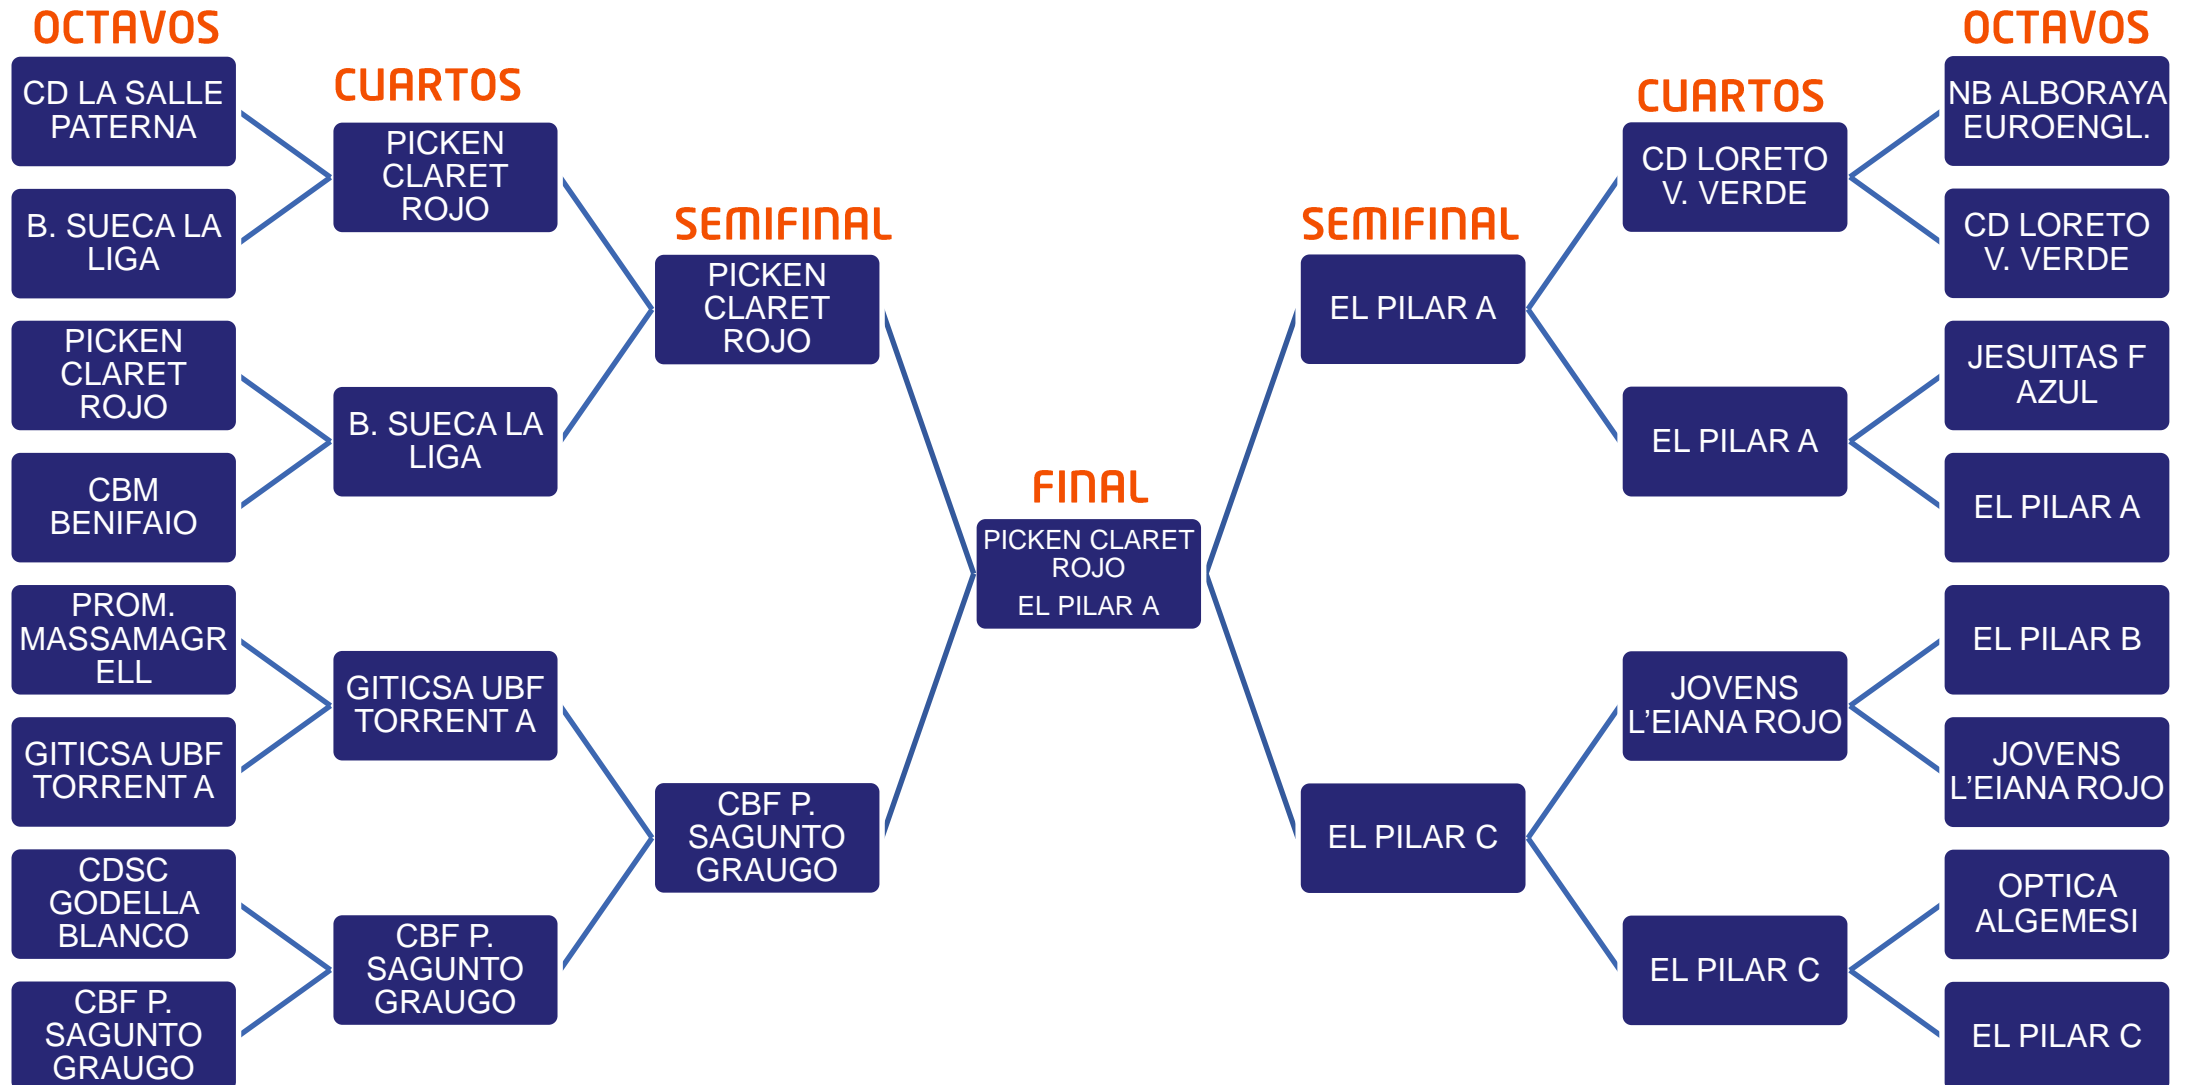 OCTAVOS
CD LA SALLE
PATERNA
B. SUECA LA
LIGA
PICKEN
CLARET
ROJO
CBM
BENIFAIO
PROM.
MASSAMAGR
ELL
GITICSA UBF
TORRENT A
CDSC
GODELLA
BLANCO
CBF P.
SAGUNTO
GRAUGO
CUARTOS
PICKEN
CLARET
ROJO
B. SUECA LA
LIGA
GITICSA UBF
TORRENT A
CBF P.
SAGUNTO
GRAUGO
SEMIFINAL
PICKEN
CLARET
ROJO
CBF P.
SAGUNTO
GRAUGO
FINAL
PICKEN CLARET
ROJO
EL PILAR A
SEMIFINAL
EL PILAR A
EL PILAR C
CUARTOS
CD LORETO
V. VERDE
EL PILAR A
JOVENS
L’EIANA ROJO
EL PILAR C
OCTAVOS
NB ALBORAYA
EUROENGL.
CD LORETO
V. VERDE
JESUITAS F
AZUL
EL PILAR A
EL PILAR B
JOVENS
L’EIANA ROJO
OPTICA
ALGEMESI
EL PILAR C